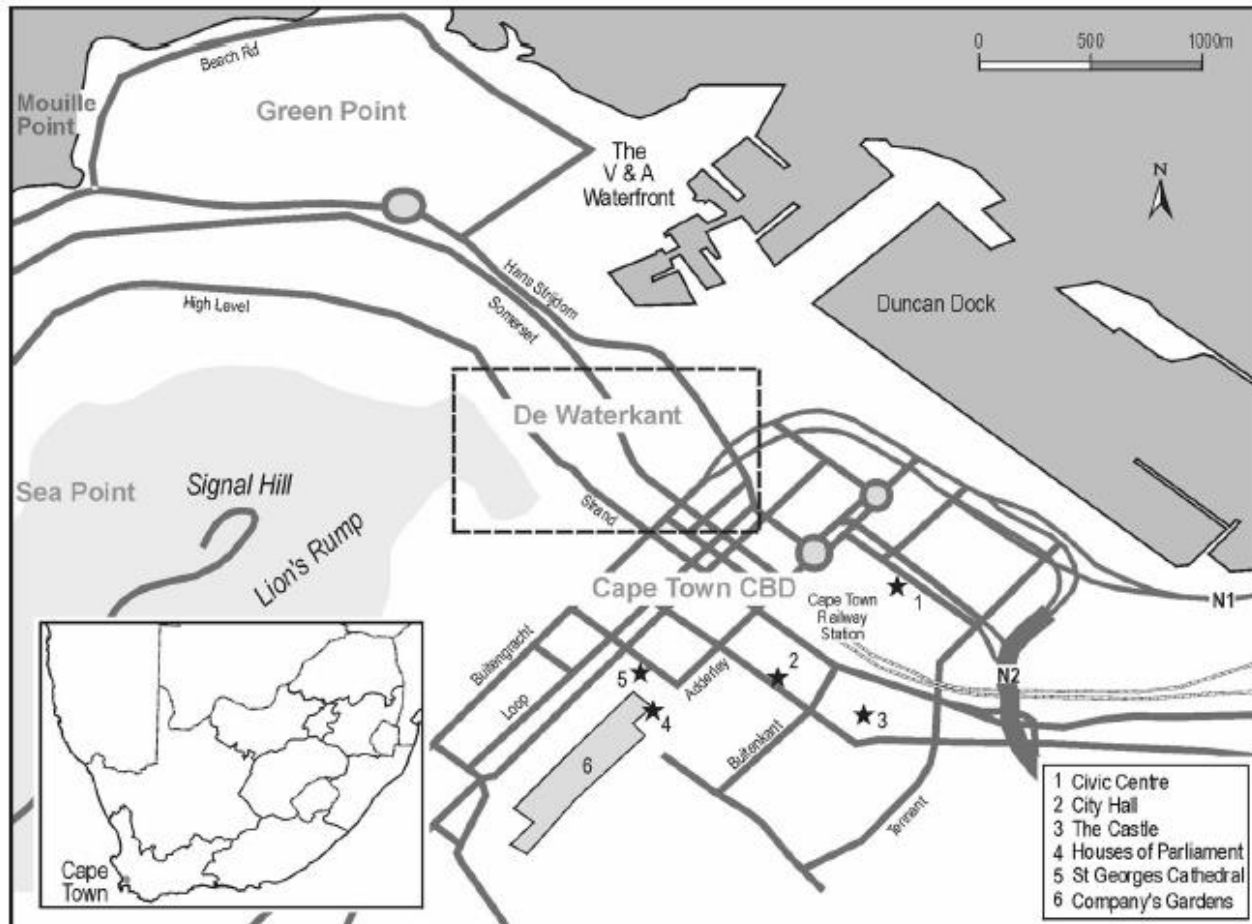 Beach Rd
0 500 1000m
Mouille
Point
Green Point
The
V & A
Waterfront
N
Hans Strijdom
Somerset
High Level
Duncan Dock
De Waterkant
Sea Point
Signal Hill
Lion's Rump
Strand
Cape Town CBD
Cape Town
Railway
Station
1
N1
N2
Buitengracht
Loop
Adderley
2
5
4
3
6
Buitenkant
Tennant
Cape
Town
1 Civic Centre
2 City Hall
3 The Castle
4 Houses of Parliament
5 St Georges Cathedral
6 Company's Gardens